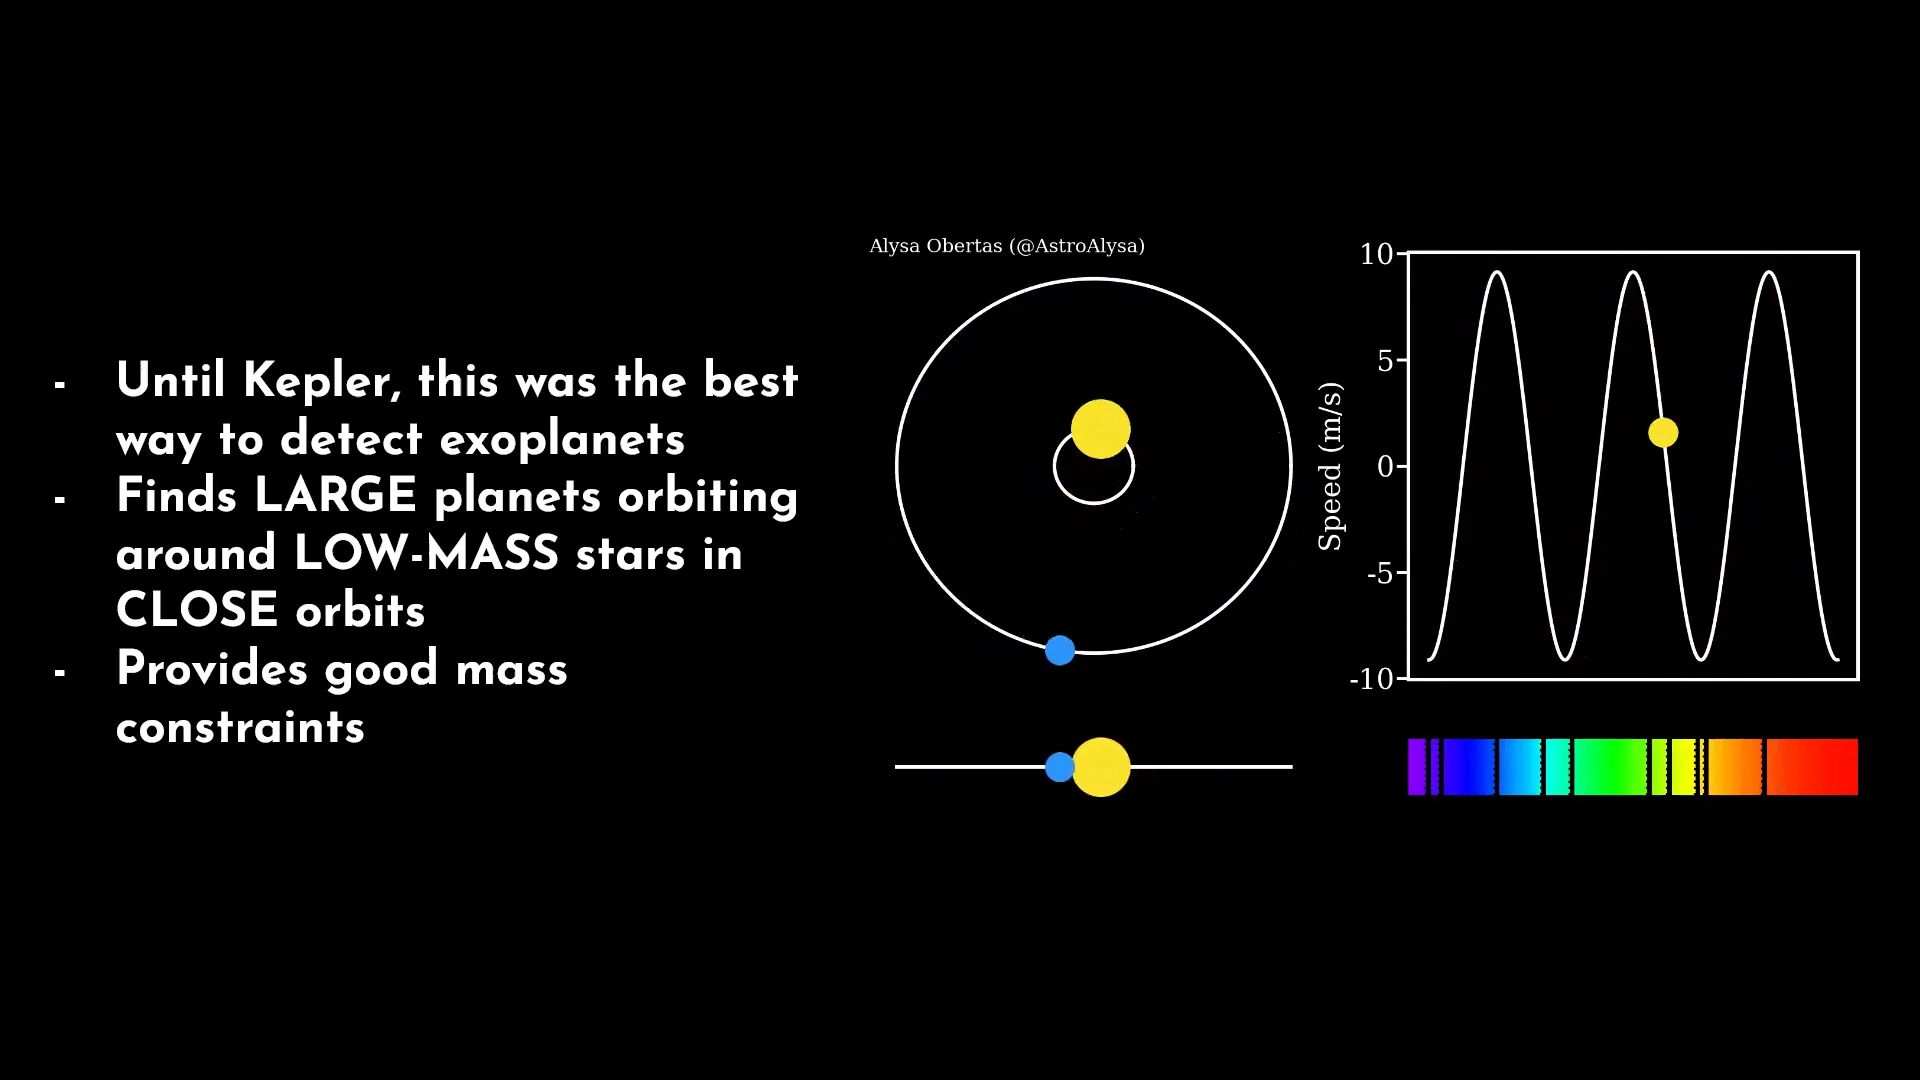 - Until Kepler, this was the best
way to detect exoplanets
- Finds LARGE planets orbiting
around LOW-MASS stars in
CLOSE orbits
- Provides good mass
constraints
Alysa Obertas (@AstroAlysa)
Speed (m/s)
10
5
0
-5
-10